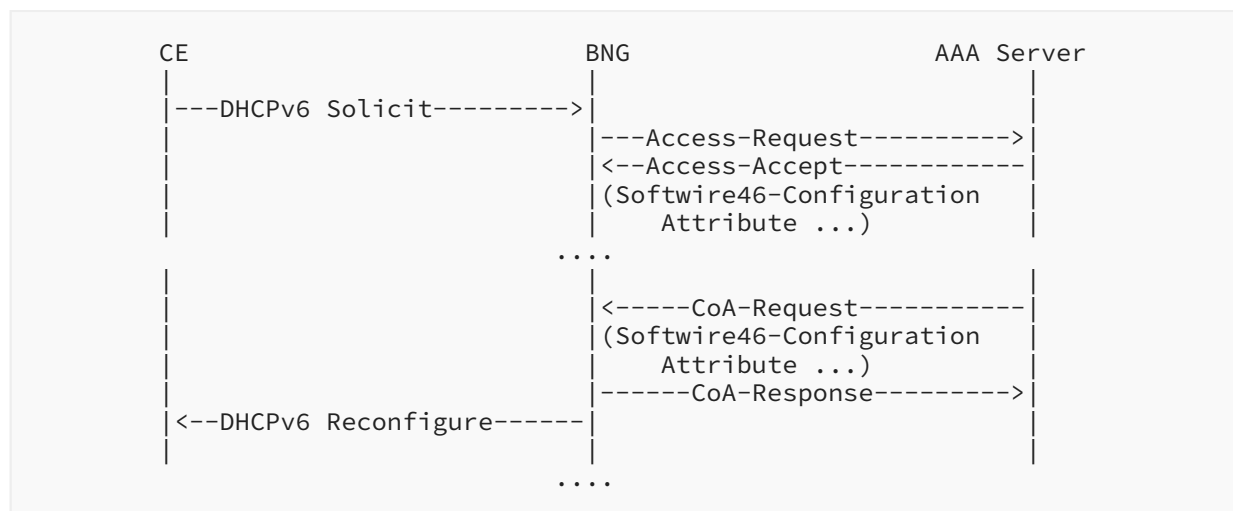 CE BNG AAA Server
---DHCPv6 Solicit--------->
---Access-Request---------->
<--Access-Accept------------
(Softwire46-Configuration
Attribute ...)
....
<-----CoA-Request-----------
(Softwire46-Configuration
Attribute ...)
------CoA-Response--------->
<--DHCPv6 Reconfigure------
....